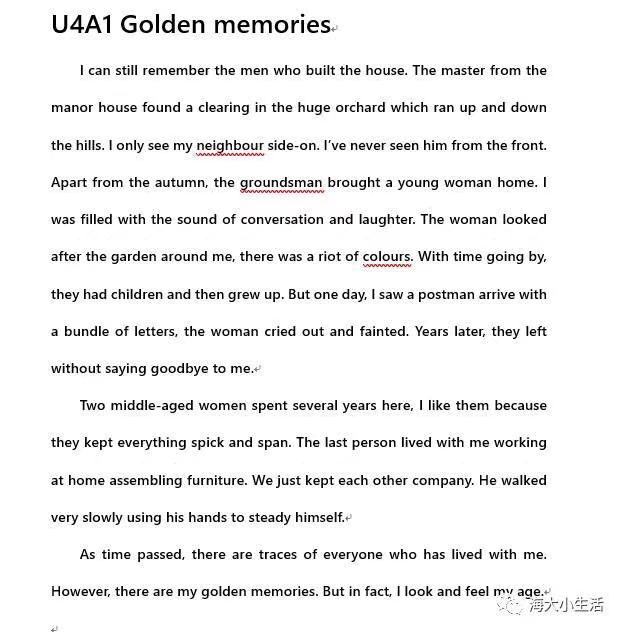 U4A1 Golden memories
I can still remember the men who built the house. The master from the
manor house found a clearing in the huge orchard which ran up and down
the hills. I only see my neighbour side-on. I've never seen him from the front.
Apart from the autumn, the groundsman brought a young woman home. I
was filled with the sound of conversation and laughter. The woman looked
after the garden around me, there was a riot of colours. With time going by,
they had children and then grew up. But one day, I saw a postman arrive with
a bundle of letters, the woman cried out and fainted. Years later, they left
without saying goodbye to me.
Two middle-aged women spent several years here, I like them because
they kept everything spick and span. The last person lived with me working
at home assembling furniture. We just kept each other company. He walked
very slowly using his hands to steady himself.
As time passed, there are traces of everyone who has lived with me.
However, there are my golden memories. But in fact, I look and feel my age.
海大小生活